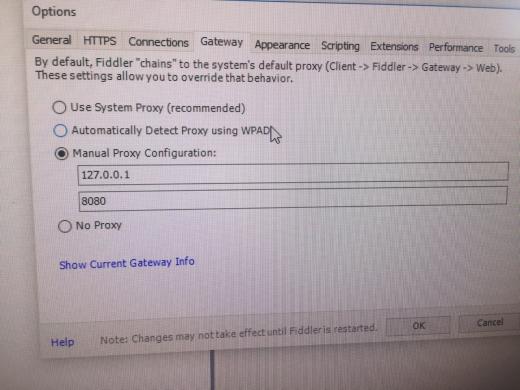 Options
General HTTPS Connections Gateway Appearance Scripting Extensions Performance Tools
By default, Fiddler "chains" to the system's default proxy (Client -> Fiddler -> Gateway -> Web).
These settings allow you to override that behavior.
Use System Proxy (recommended)
Automatically Detect Proxy using WPAD
Manual Proxy Configuration:
127.0.0.1
8080
No Proxy
Show Current Gateway Info
Help Note: Changes may not take effect until Fiddler is restarted. OK Cancel